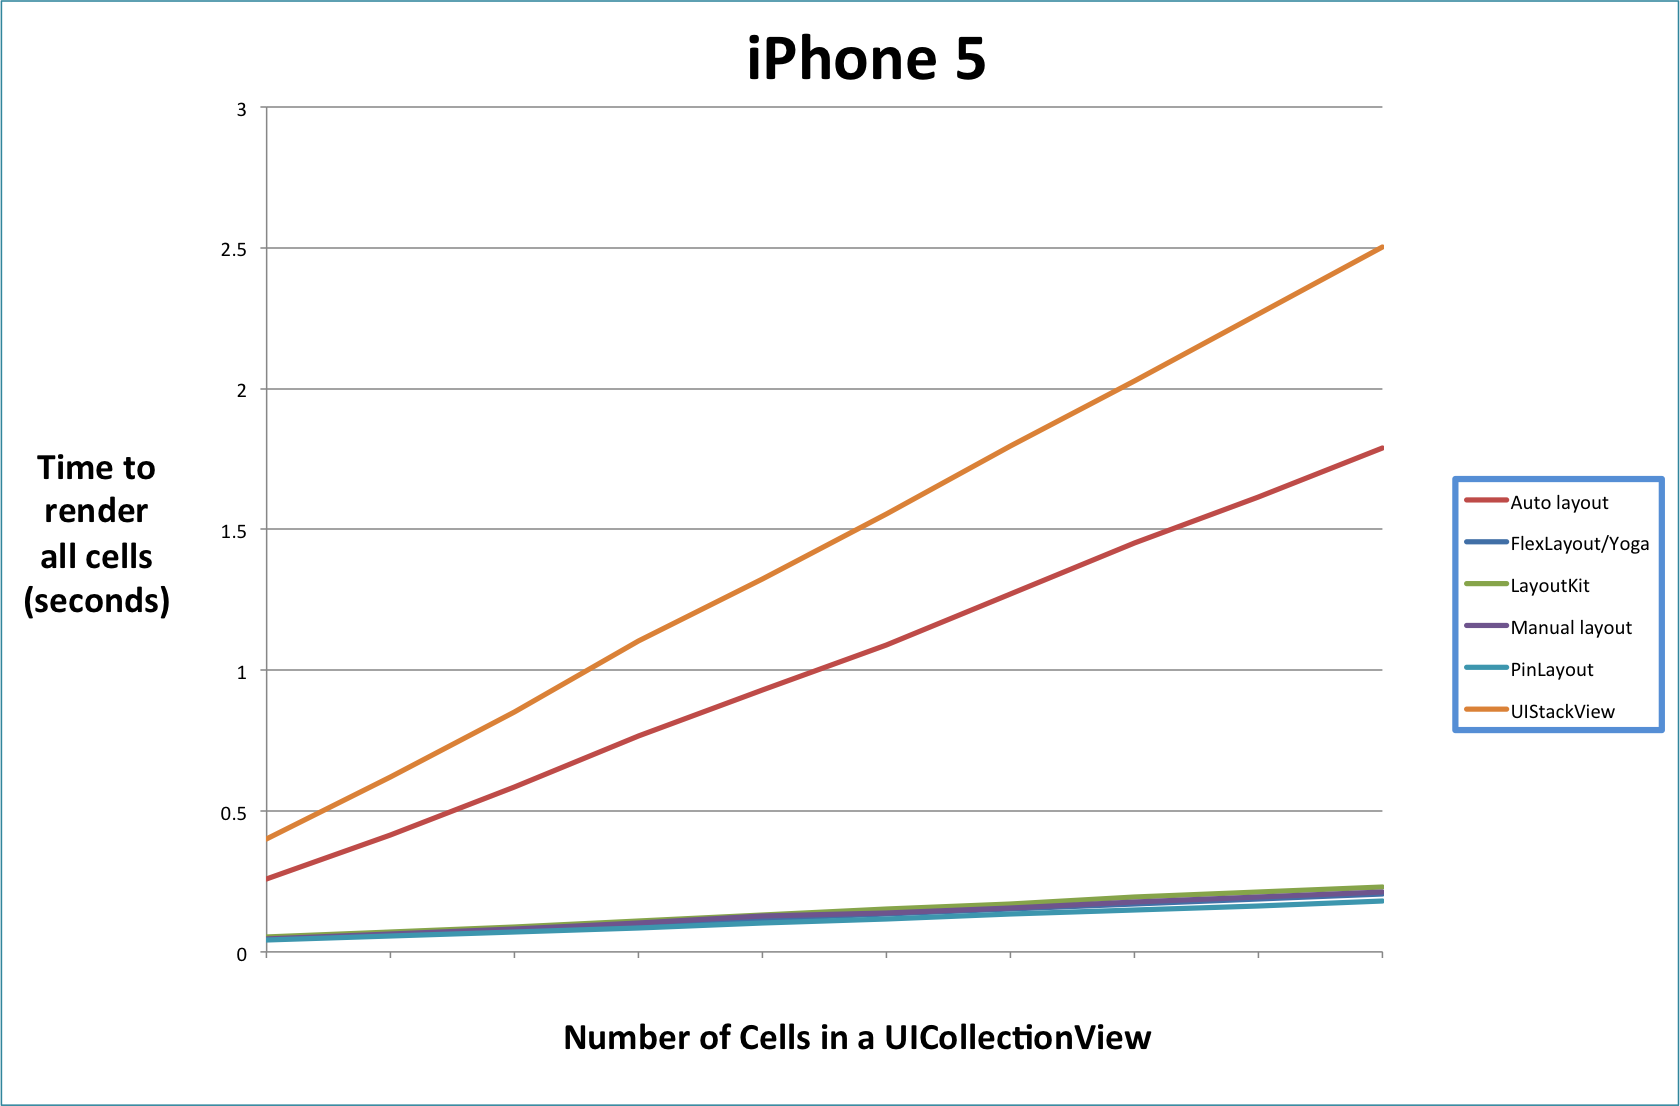 iPhone 5
3
2.5
2
1.5
1
0.5
0
Time to
render
all cells
(seconds)
Number of Cells in a UICollectionView
Auto layout
FlexLayout/Yoga
LayoutKit
Manual layout
PinLayout
UIStackView